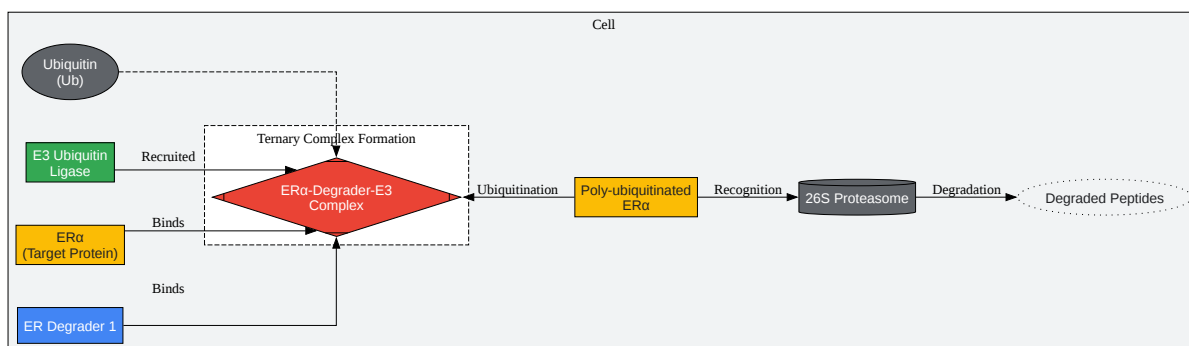 Cell
Ubiquitin
(Ub)
Ternary Complex Formation
E3 Ubiquitin
Ligase
Recruited
ERα-Degrader-E3
Complex
Ubiquitination
Poly-ubiquitinated
ERα
Recognition
26S Proteasome
Degradation
Degraded Peptides
ERα
(Target Protein)
Binds
Binds
ER Degrader 1